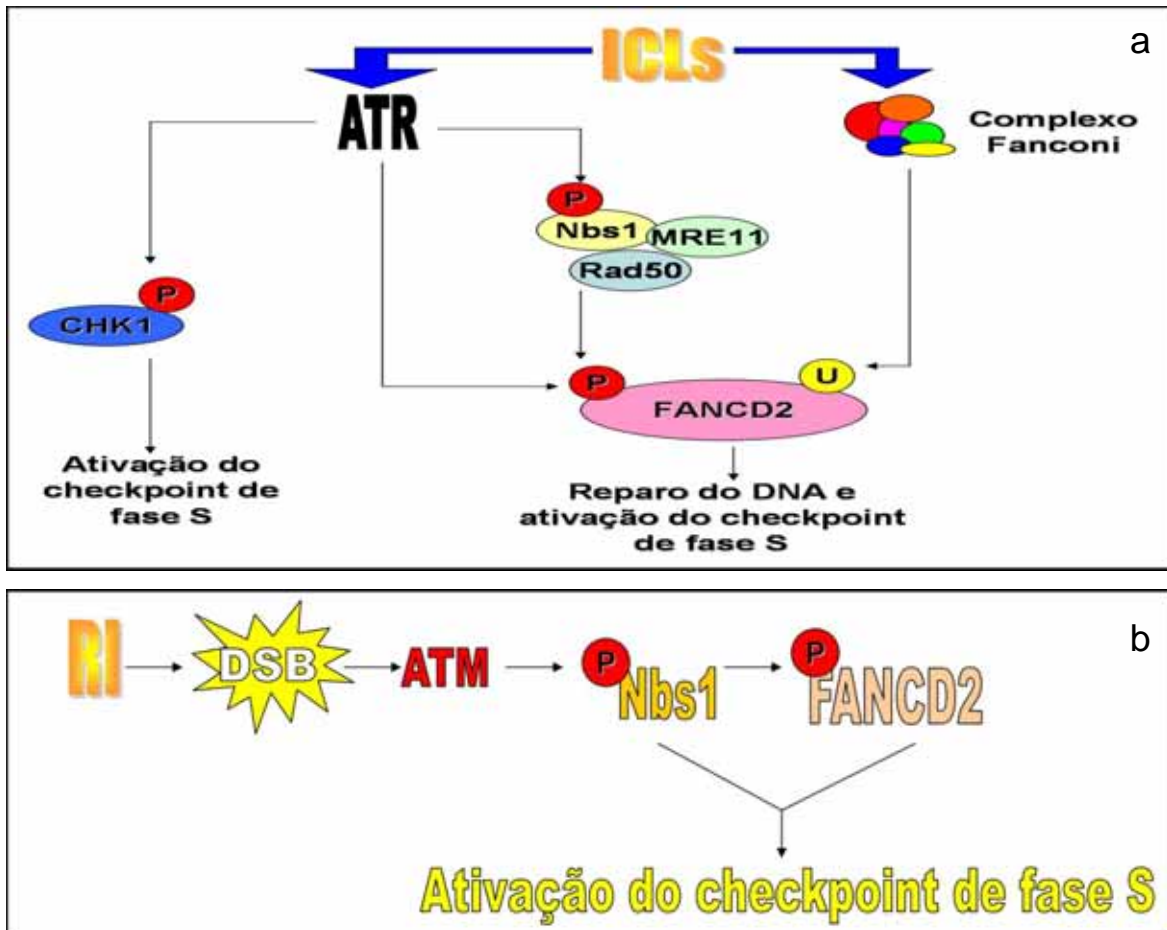 a
ICLs
ATR
Complexo
Fanconi
P
Nbs1
MRE11
Rad50
P
CHK1
P
U
FANCD2
Ativação do
checkpoint de
fase S
Reparo do DNA e
ativação do checkpoint
de fase S
b
RI
DSB
ATM
P
Nbs1
P
FANCD2
Ativação do checkpoint de fase S